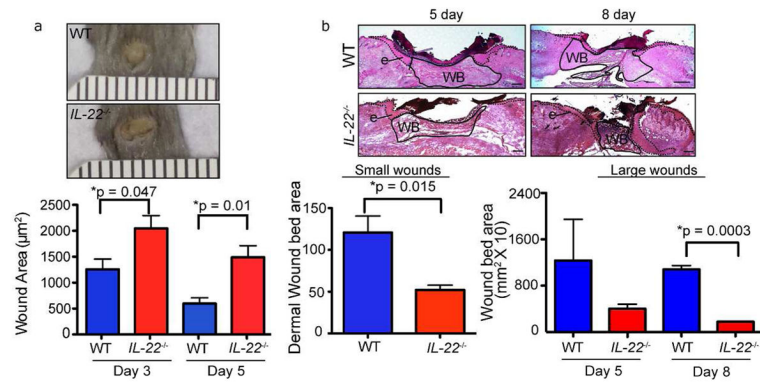 a
WT
IL-22-/-
*p = 0.047
*p = 0.01
2500
2000
1500
1000
500
0
Wound Area (µm²)
WT
IL-22-/-
WT
IL-22-/-
Day 3
Day 5
b
5 day
8 day
WT
e
WB
WB
IL-22-/-
e
WB
e
WB
Small wounds
Large wounds
*p = 0.015
150
100
50
0
Dermal Wound bed area
WT
IL-22-/-
*p = 0.0003
1800
1200
600
0
Wound bed area
(mm² X 10)
WT
IL-22-/-
WT
IL-22-/-
Day 5
Day 8